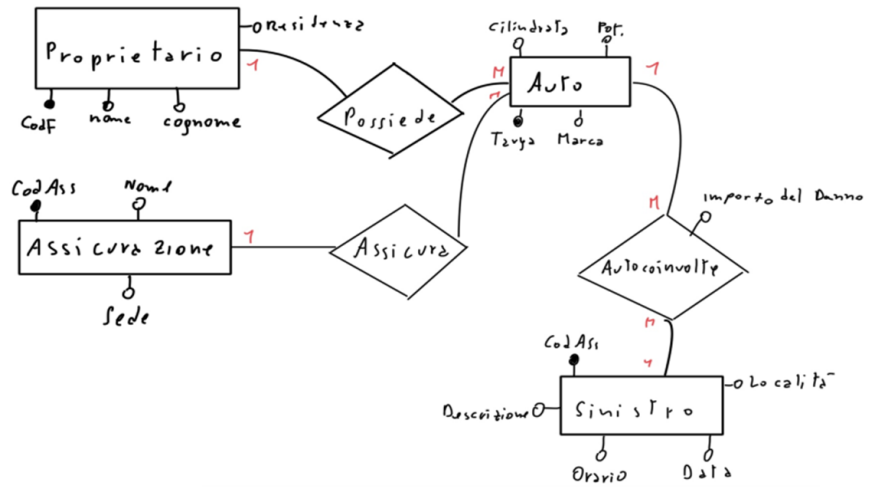 Proprietario
Residenza
1
CodF
nome
cognome
Possiede
M
Cilindrata
Pot.
Auto
1
M
Targa
Marca
CodAss
Nome
Assicurazione
1
Assicura
Sede
M
Importo del Danno
Autocoinvolte
M
1
CodAss
Sinistro
Località
Descrizione
Orario
Data